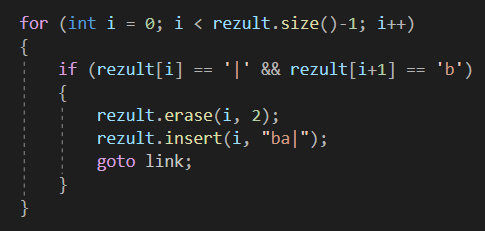 for (int i = 0; i < rezult.size()-1; i++)
{
if (rezult[i] == '|' && rezult[i+1] == 'b')
{
rezult.erase(i, 2);
rezult.insert(i, "ba|");
goto link;
}
}